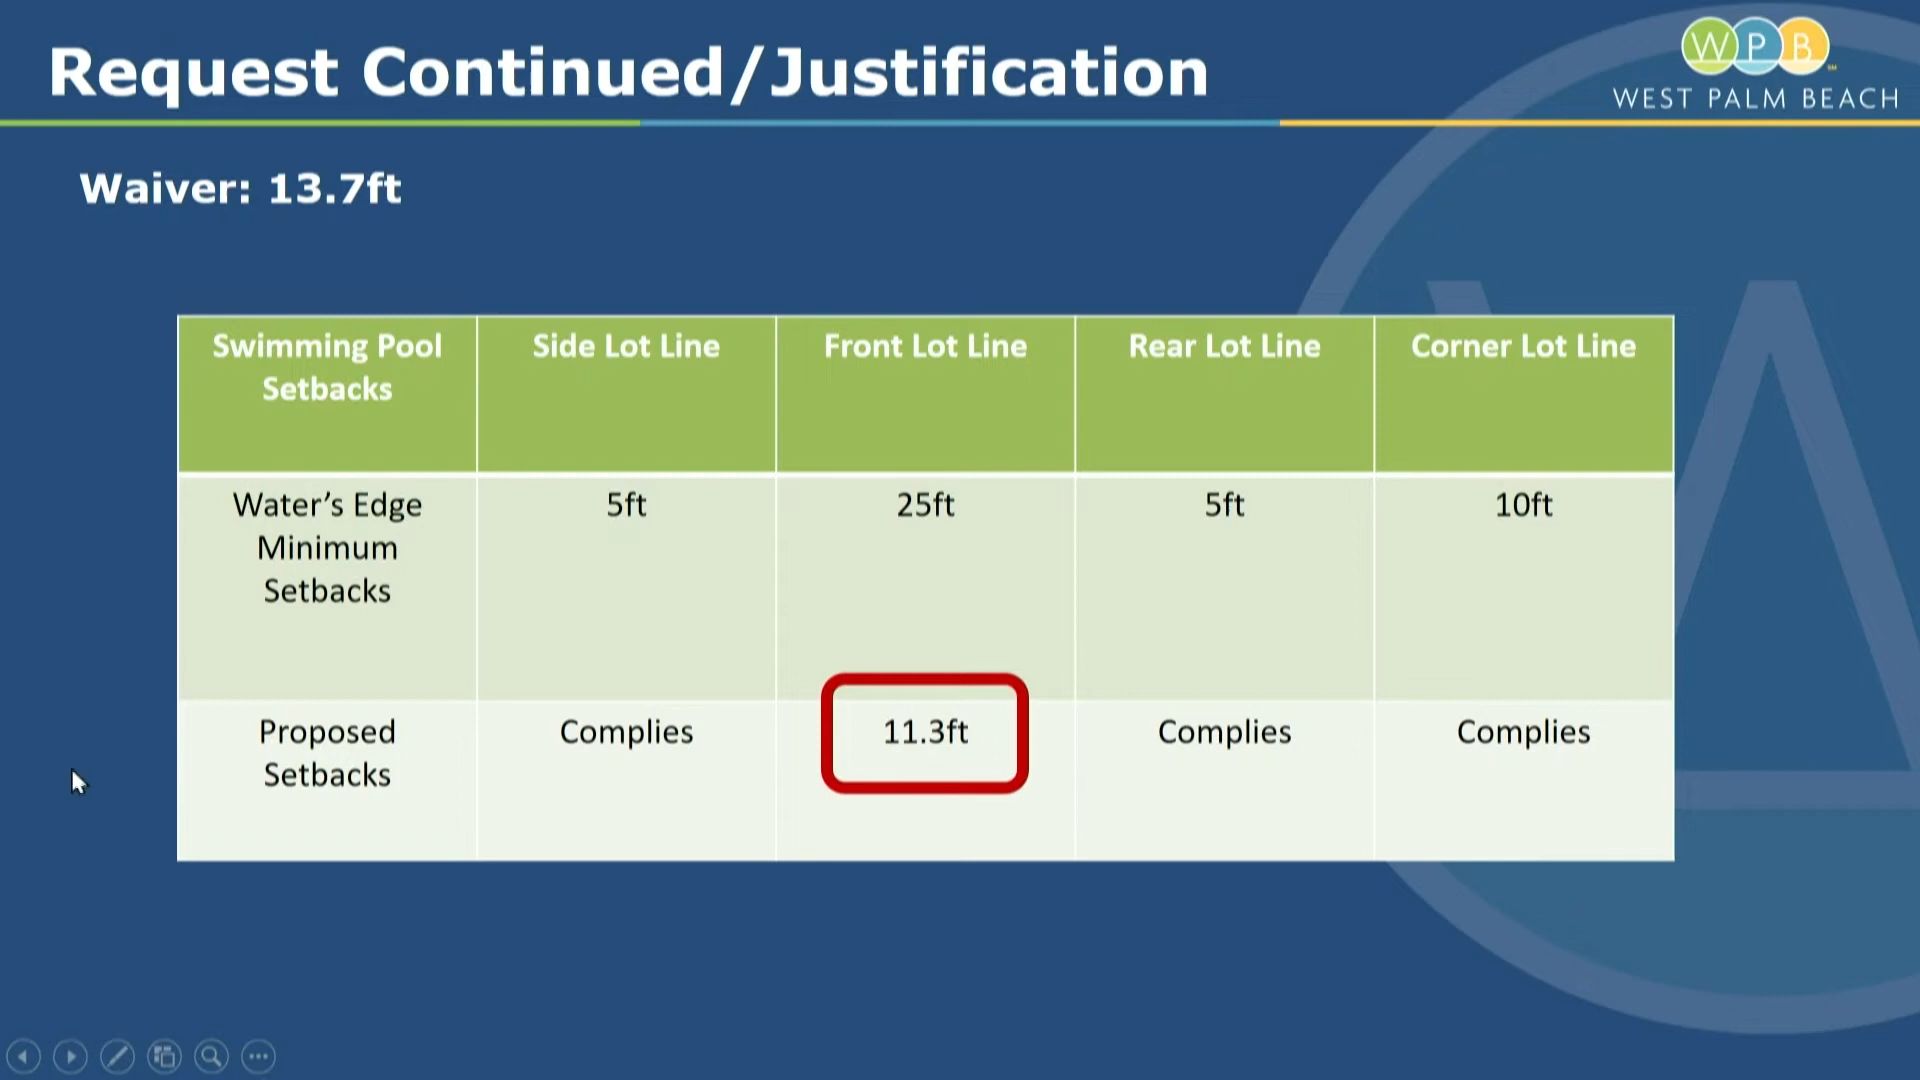 Request Continued/Justification
WPB
WEST PALM BEACH
Waiver: 13.7ft
Swimming Pool
Setbacks
Side Lot Line
Front Lot Line
Rear Lot Line
Corner Lot Line
Water’s Edge
Minimum
Setbacks
5ft
25ft
5ft
10ft
Proposed
Setbacks
Complies
11.3ft
Complies
Complies